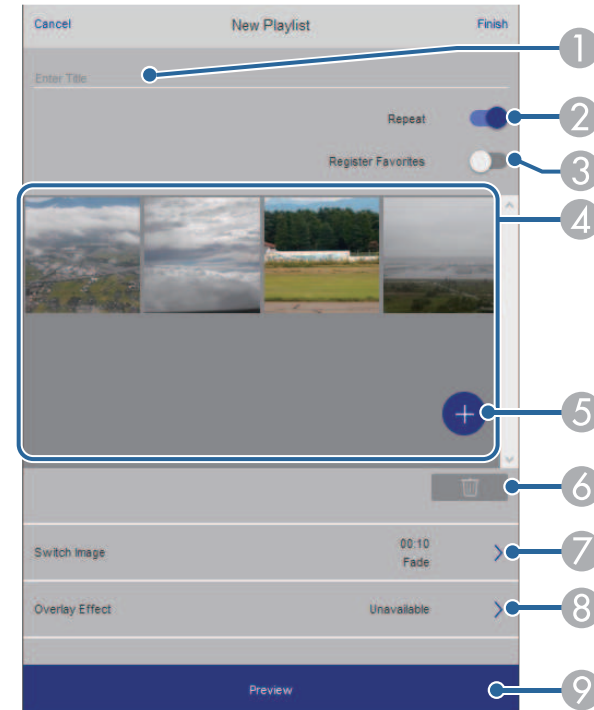 Cancel New Playlist Finish
1
Enter Title
Repeat 2
Register Favorites 3
4
5
6
Switch Image 00:10 Fade 7
Overlay Effect Unavailable 8
Preview 9